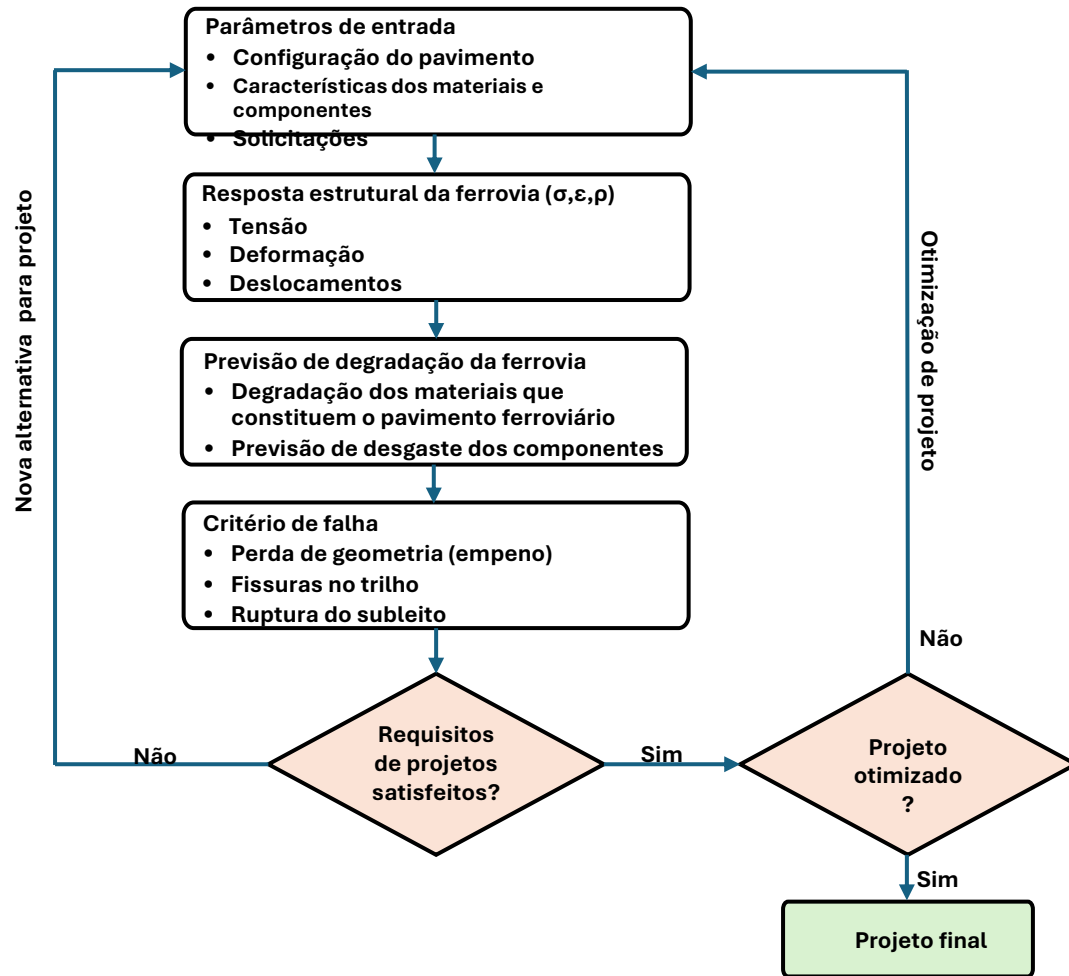 Parâmetros de entrada
• Configuração do pavimento
• Características dos materiais e
componentes
• Solicitações
Resposta estrutural da ferrovia (σ,ε,ρ)
• Tensão
• Deformação
• Deslocamentos
Previsão de degradação da ferrovia
• Degradação dos materiais que
constituem o pavimento ferroviário
• Previsão de desgaste dos componentes
Critério de falha
• Perda de geometria (empeno)
• Fissuras no trilho
• Ruptura do subleito
Requisitos
de projetos
satisfeitos?
Não
Nova alternativa para projeto
Sim
Projeto
otimizado
?
Não
Otimização de projeto
Sim
Projeto final